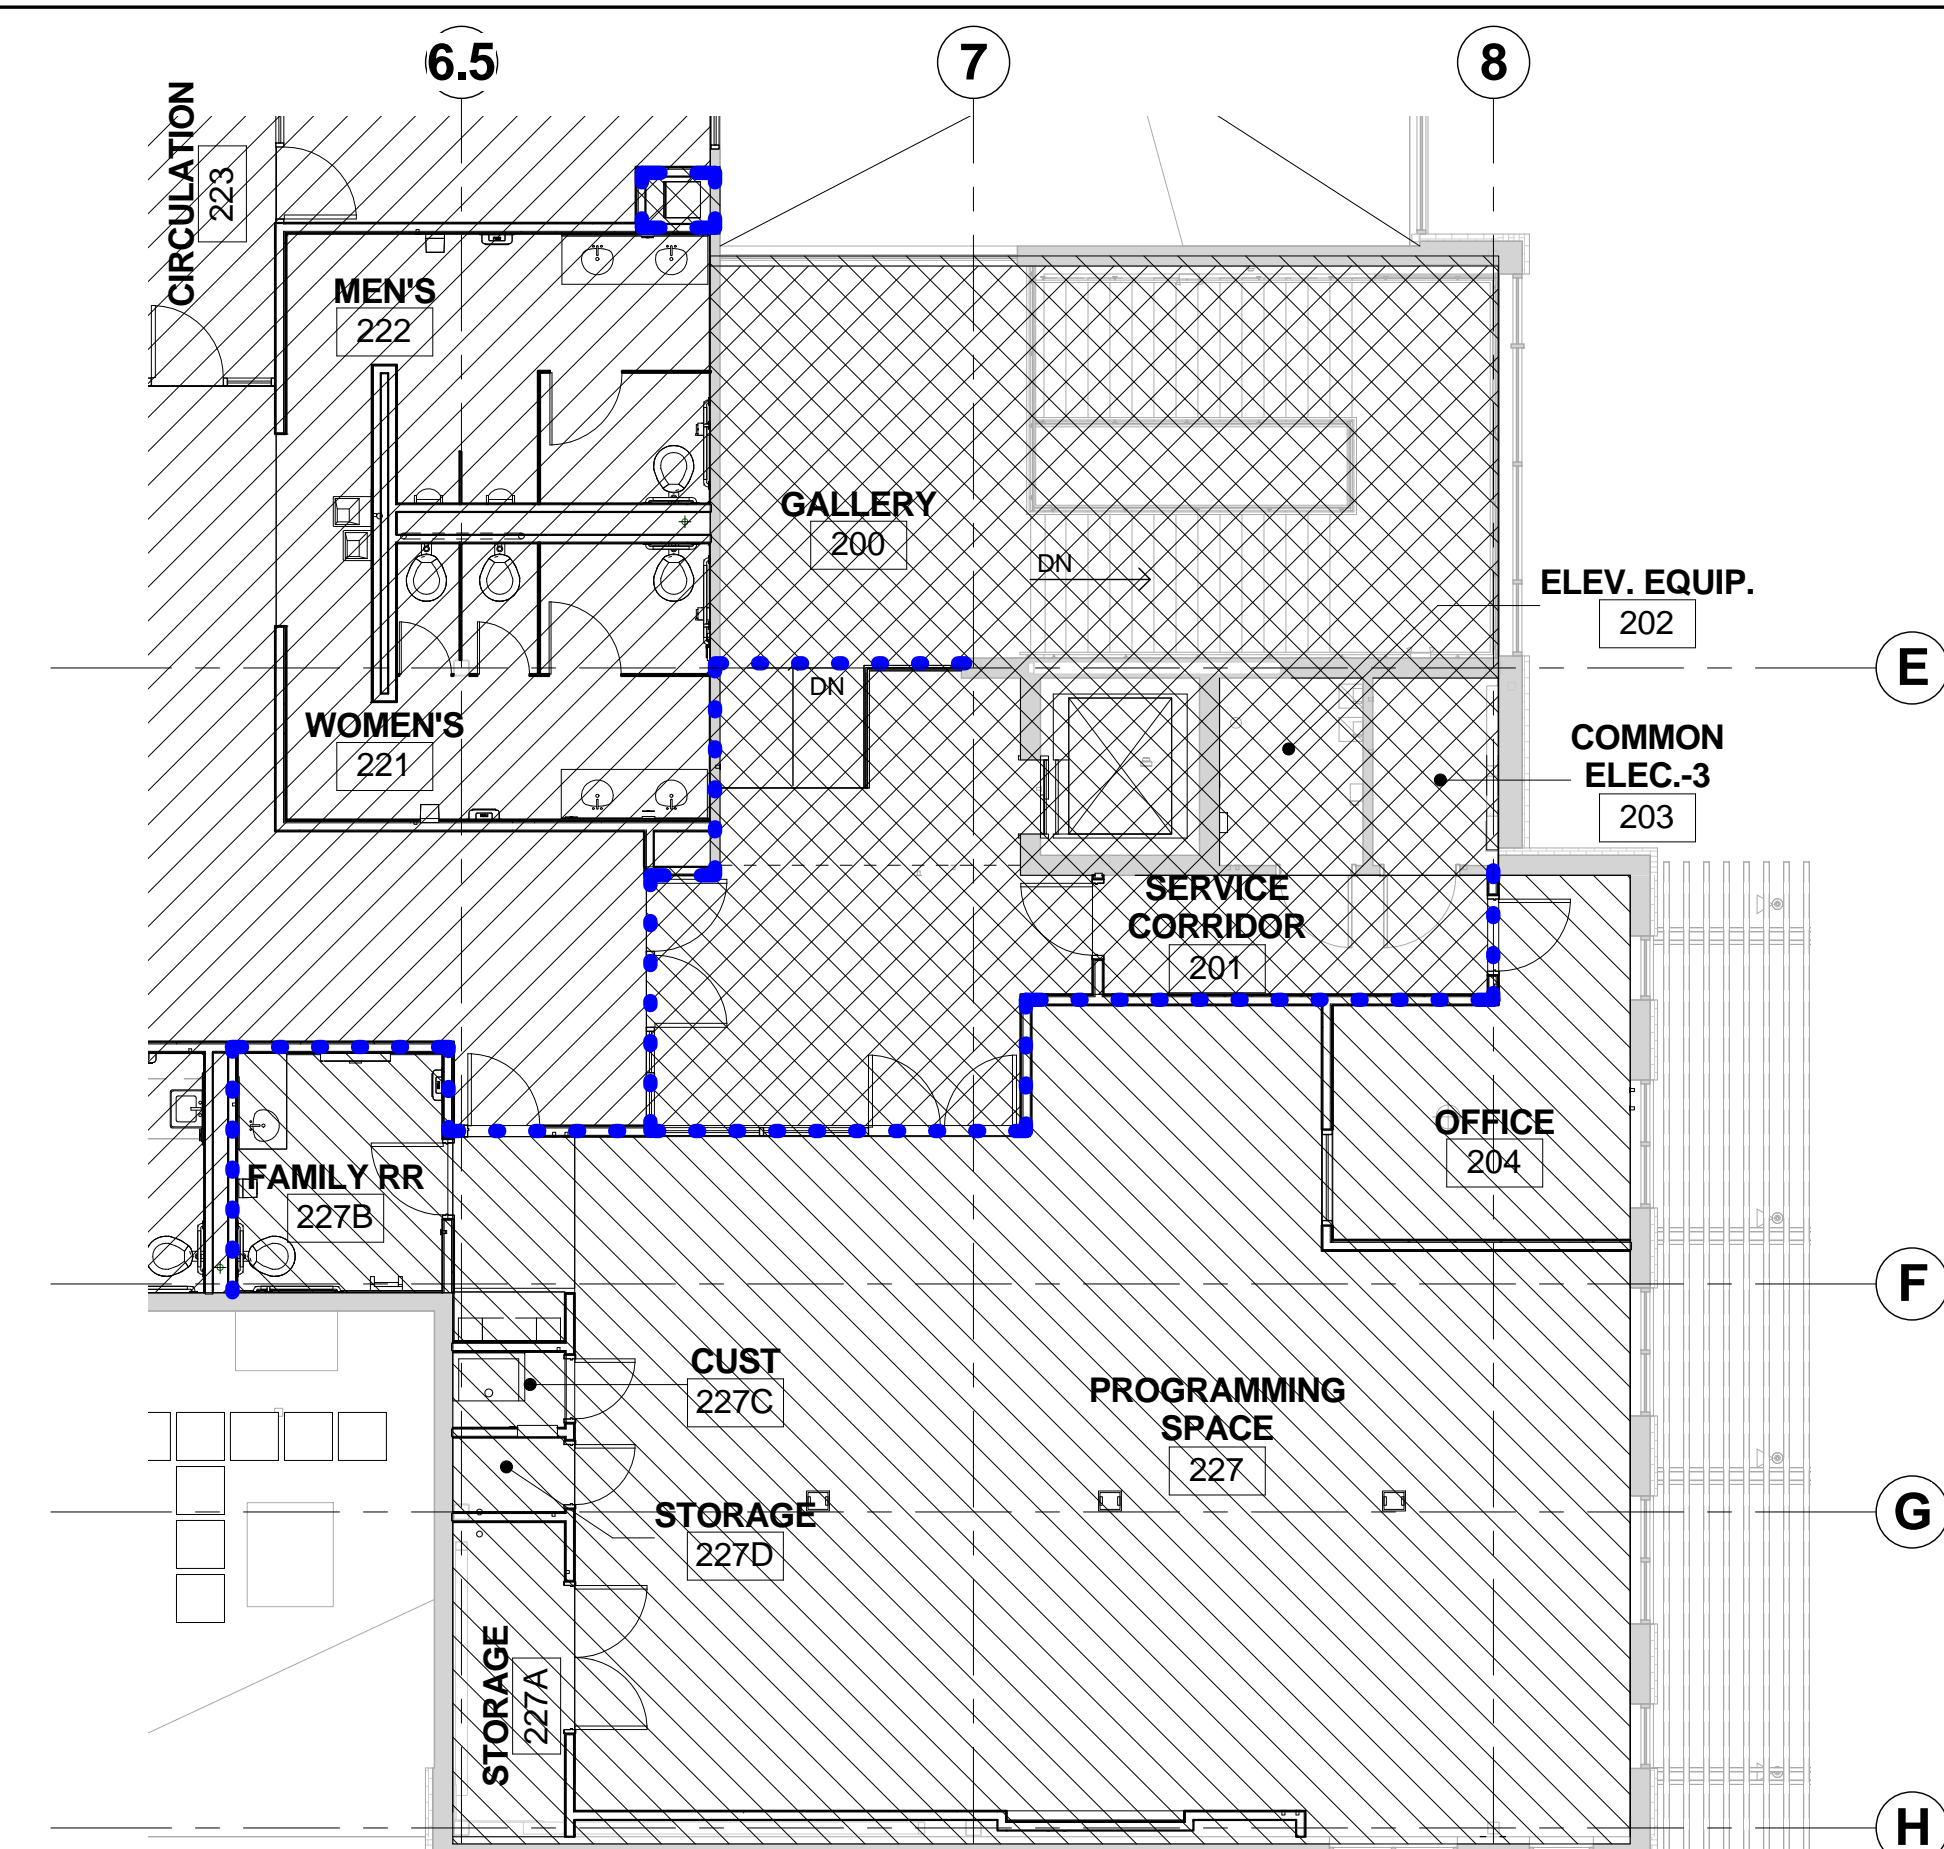 6.5
7
8
CIRCULATION
223
MEN'S
222
GALLERY
200
DN
ELEV. EQUIP.
202
E
DN
WOMEN'S
221
COMMON
ELEC.-3
203
SERVICE
CORRIDOR
201
OFFICE
204
FAMILY RR
227B
F
CUST
227C
PROGRAMMING
SPACE
227
STORAGE
227D
G
STORAGE
227A
H